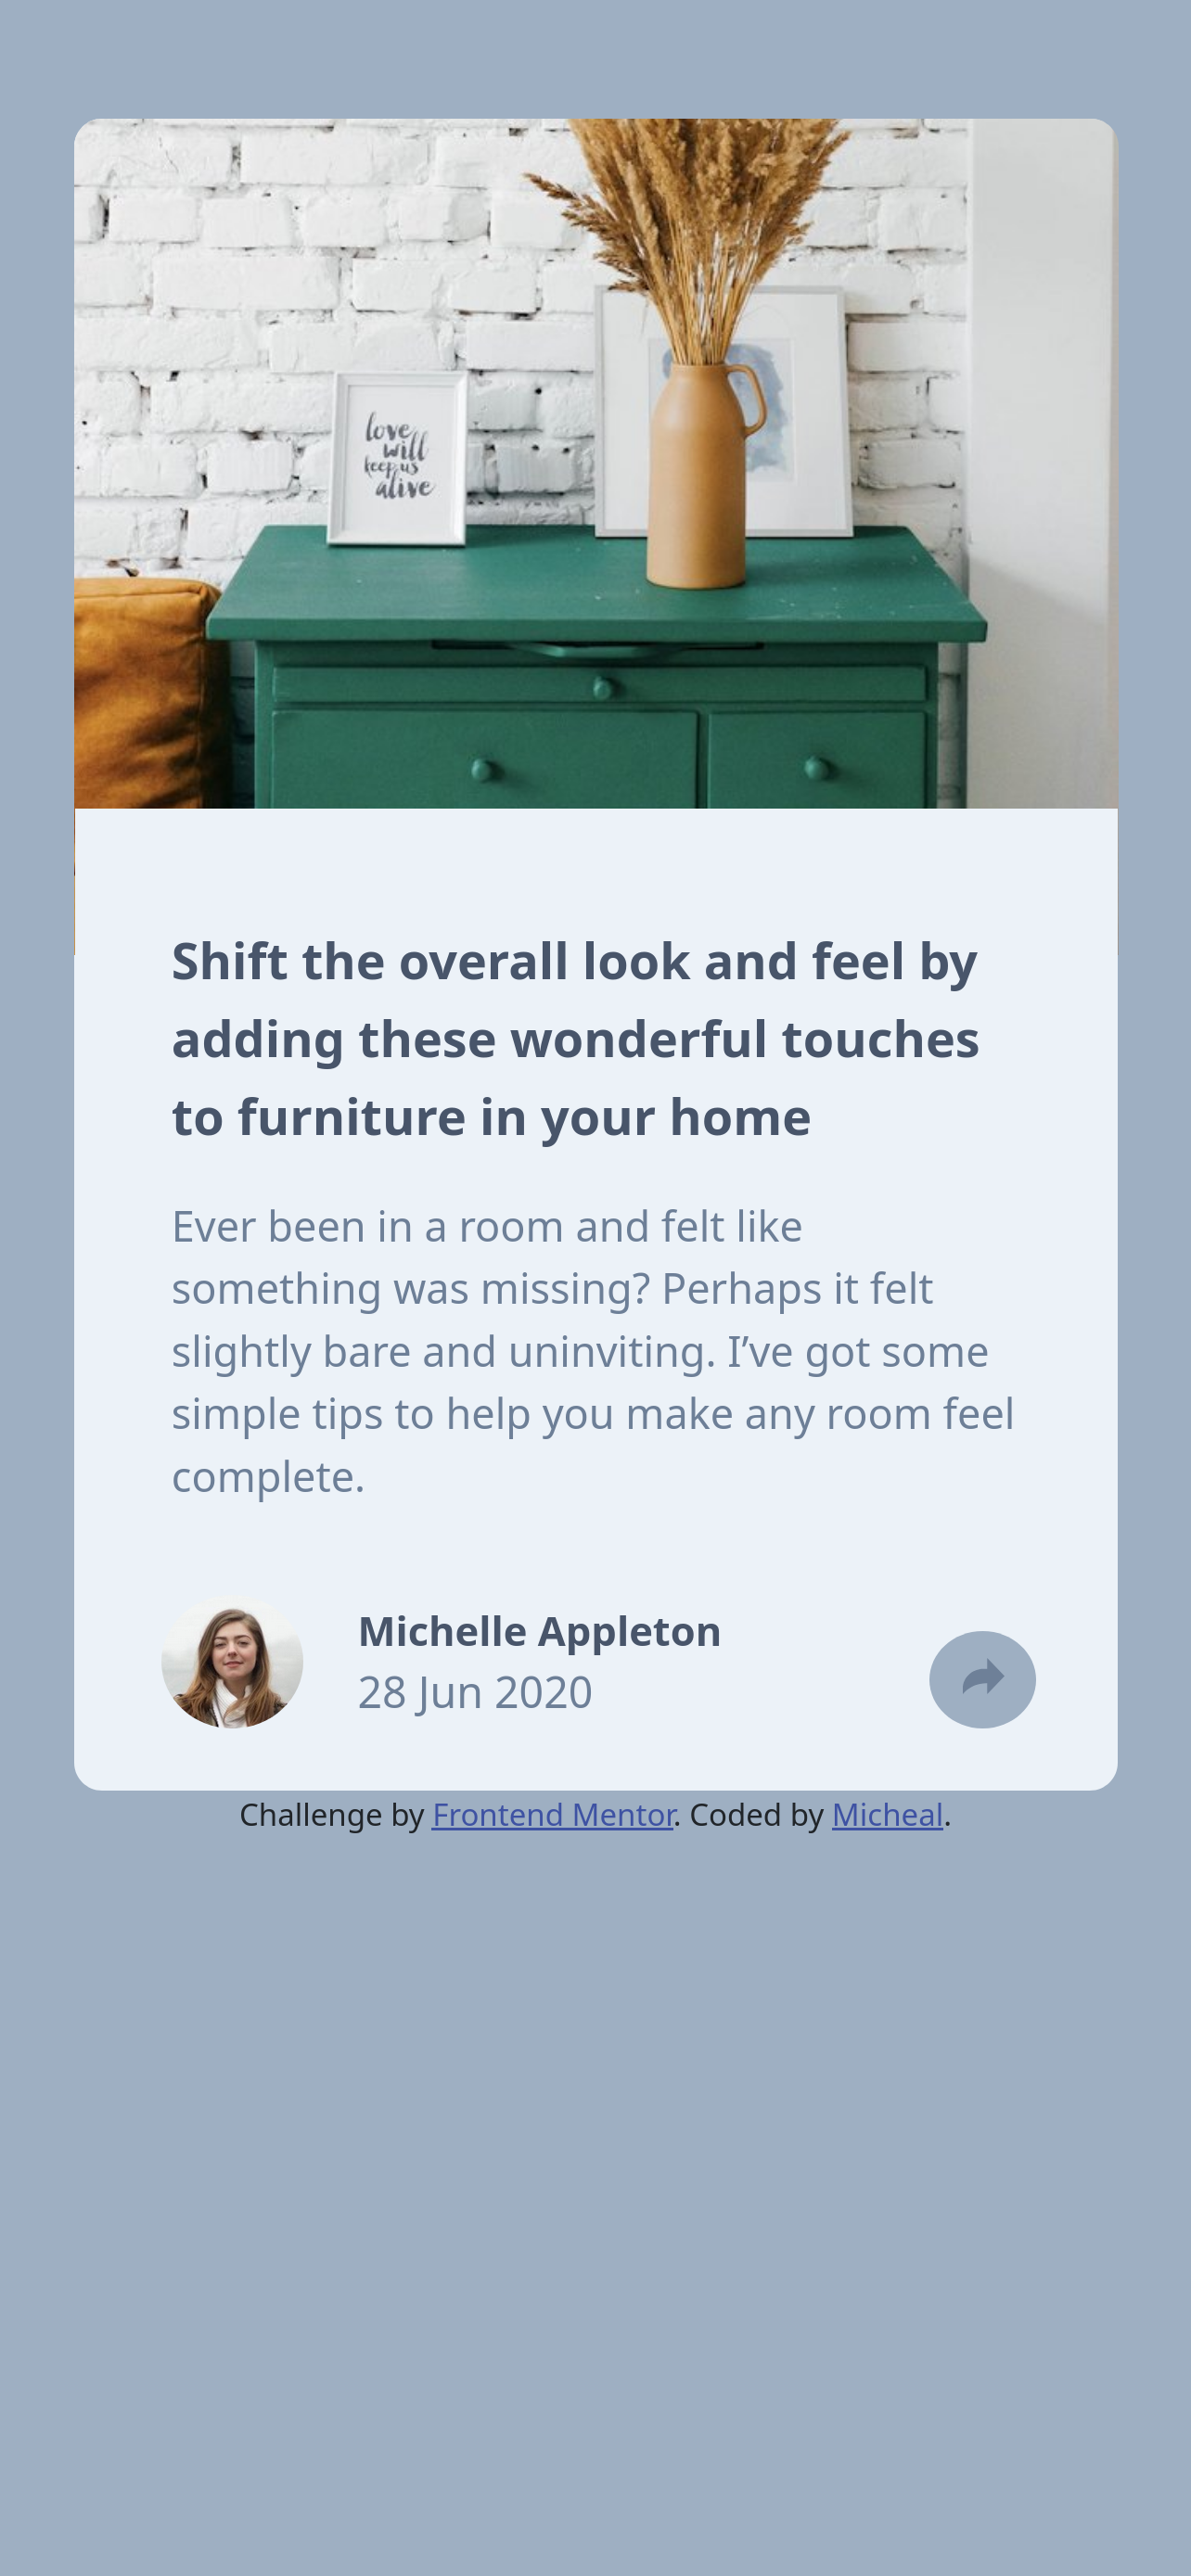 love
will
keep us
alive
Shift the overall look and feel by
adding these wonderful touches
to furniture in your home
Ever been in a room and felt like
something was missing? Perhaps it felt
slightly bare and uninviting. I’ve got some
simple tips to help you make any room feel
complete.
Michelle Appleton
28 Jun 2020
Challenge by Frontend Mentor. Coded by Micheal.